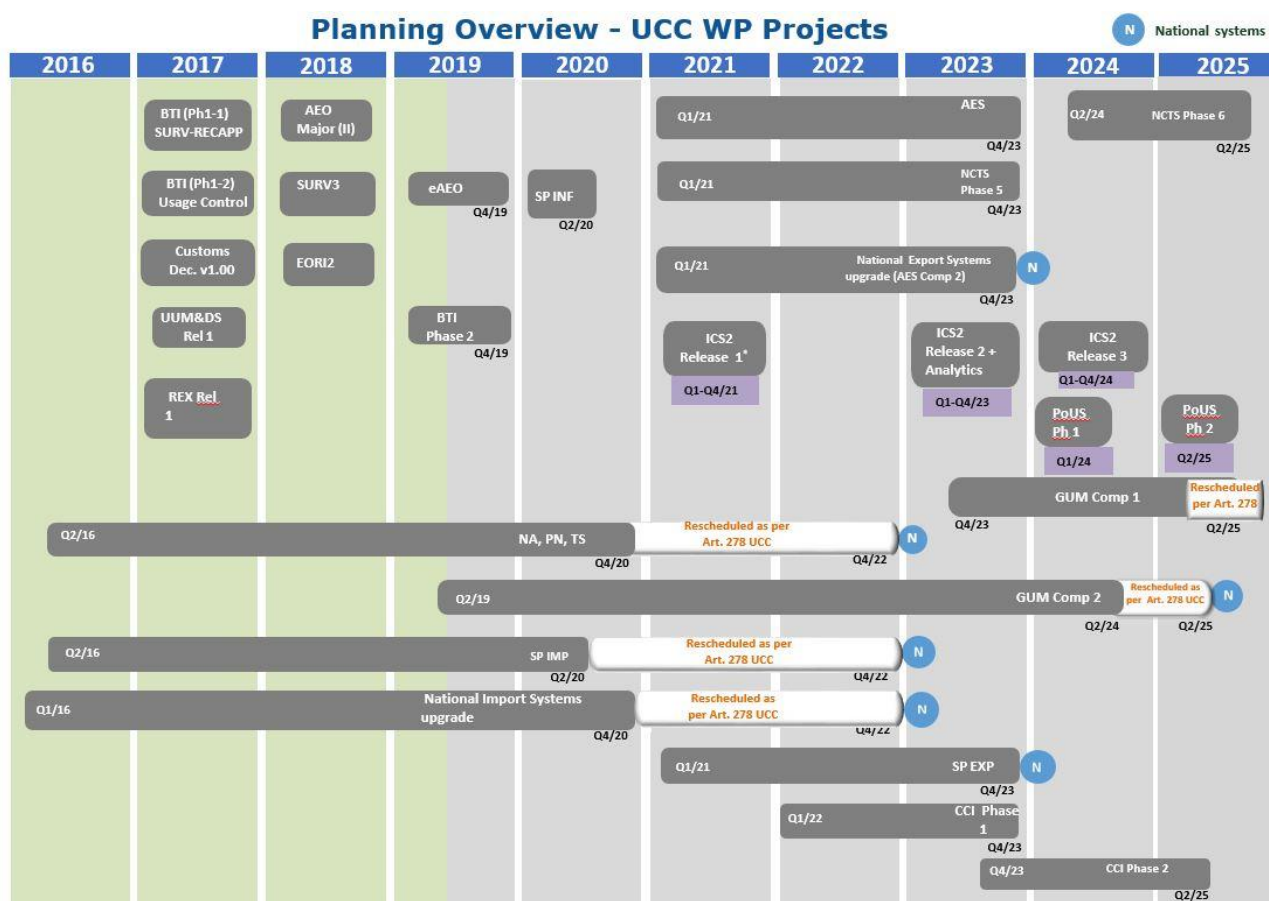 Planning Overview - UCC WP Projects
N National systems
2016 2017 2018 2019 2020 2021 2022 2023 2024 2025
BTI (Ph1-1)
SURV-RECAPP
AEO
Major (II)
Q1/21
AES
Q4/23
Q2/24
NCTS Phase 6
Q2/25
BTI (Ph1-2)
Usage Control
SURV3
eAEO
Q4/19
SP INF
Q2/20
Q1/21
NCTS
Phase 5
Q4/23
Customs
Dec. v1.00
EORI2
Q1/21
National Export Systems
upgrade (AES Comp 2)
N
Q4/23
UUM&DS
Rel 1
BTI
Phase 2
Q4/19
ICS2
Release 1*
Q1-Q4/21
ICS2
Release 2 +
Analytics
Q1-Q4/23
ICS2
Release 3
Q1-Q4/24
REX Rel
1
PoUS
Ph 1
Q1/24
PoUS
Ph 2
Q2/25
GUM Comp 1
Q4/23
Rescheduled
per Art. 278
Q2/25
Q2/16
NA, PN, TS
Q4/20
Rescheduled as per
Art. 278 UCC
Q4/22
N
Q2/19
GUM Comp 2
Q2/24
Rescheduled as
per Art. 278 UCC
Q2/25
N
Q2/16
SP IMP
Q2/20
Rescheduled as per
Art. 278 UCC
Q4/22
N
Q1/16
National Import Systems
upgrade
Q4/20
Rescheduled as
per Art. 278 UCC
Q4/22
N
Q1/21
SP EXP
Q4/23
N
Q1/22
CCI Phase
1
Q4/23
Q4/23
CCI Phase 2
Q2/25